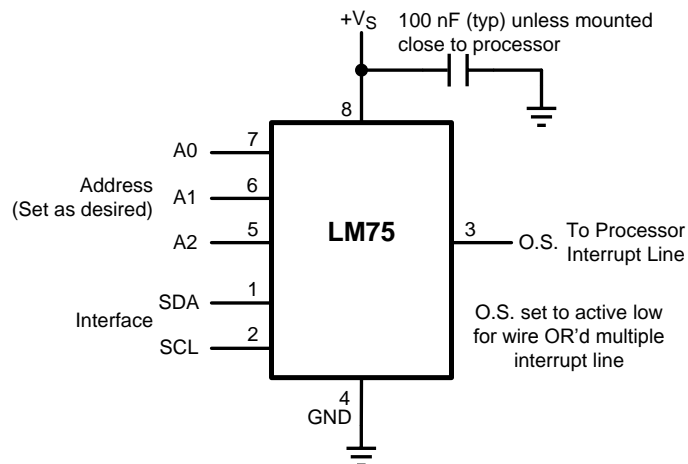 +VS
100 nF (typ) unless mounted
close to processor
8
A0
7
Address
(Set as desired)
A1
6
A2
5
LM75
3
O.S.
To Processor
Interrupt Line
SDA
1
Interface
SCL
2
O.S. set to active low
for wire OR'd multiple
interrupt line
4
GND